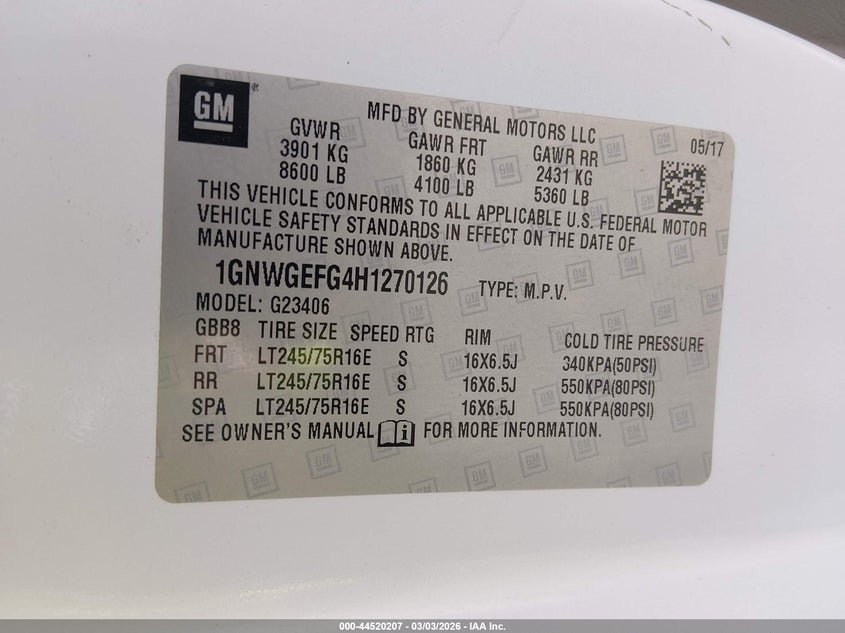 GM ®
MFD BY GENERAL MOTORS LLC
05/17
GVWR GAWR FRT GAWR RR
3901 KG 1860 KG 2431 KG
8600 LB 4100 LB 5360 LB
THIS VEHICLE CONFORMS TO ALL APPLICABLE U.S. FEDERAL MOTOR
VEHICLE SAFETY STANDARDS IN EFFECT ON THE DATE OF
MANUFACTURE SHOWN ABOVE.
1GNWGEFG4H1270126 TYPE: M.P.V.
MODEL: G23406
GBB8 TIRE SIZE SPEED RTG RIM COLD TIRE PRESSURE
FRT LT245/75R16E S 16X6.5J 340KPA(50PSI)
RR LT245/75R16E S 16X6.5J 550KPA(80PSI)
SPA LT245/75R16E S 16X6.5J 550KPA(80PSI)
SEE OWNER'S MANUAL FOR MORE INFORMATION.
000-44520207 - 03/03/2026 - IAA Inc.